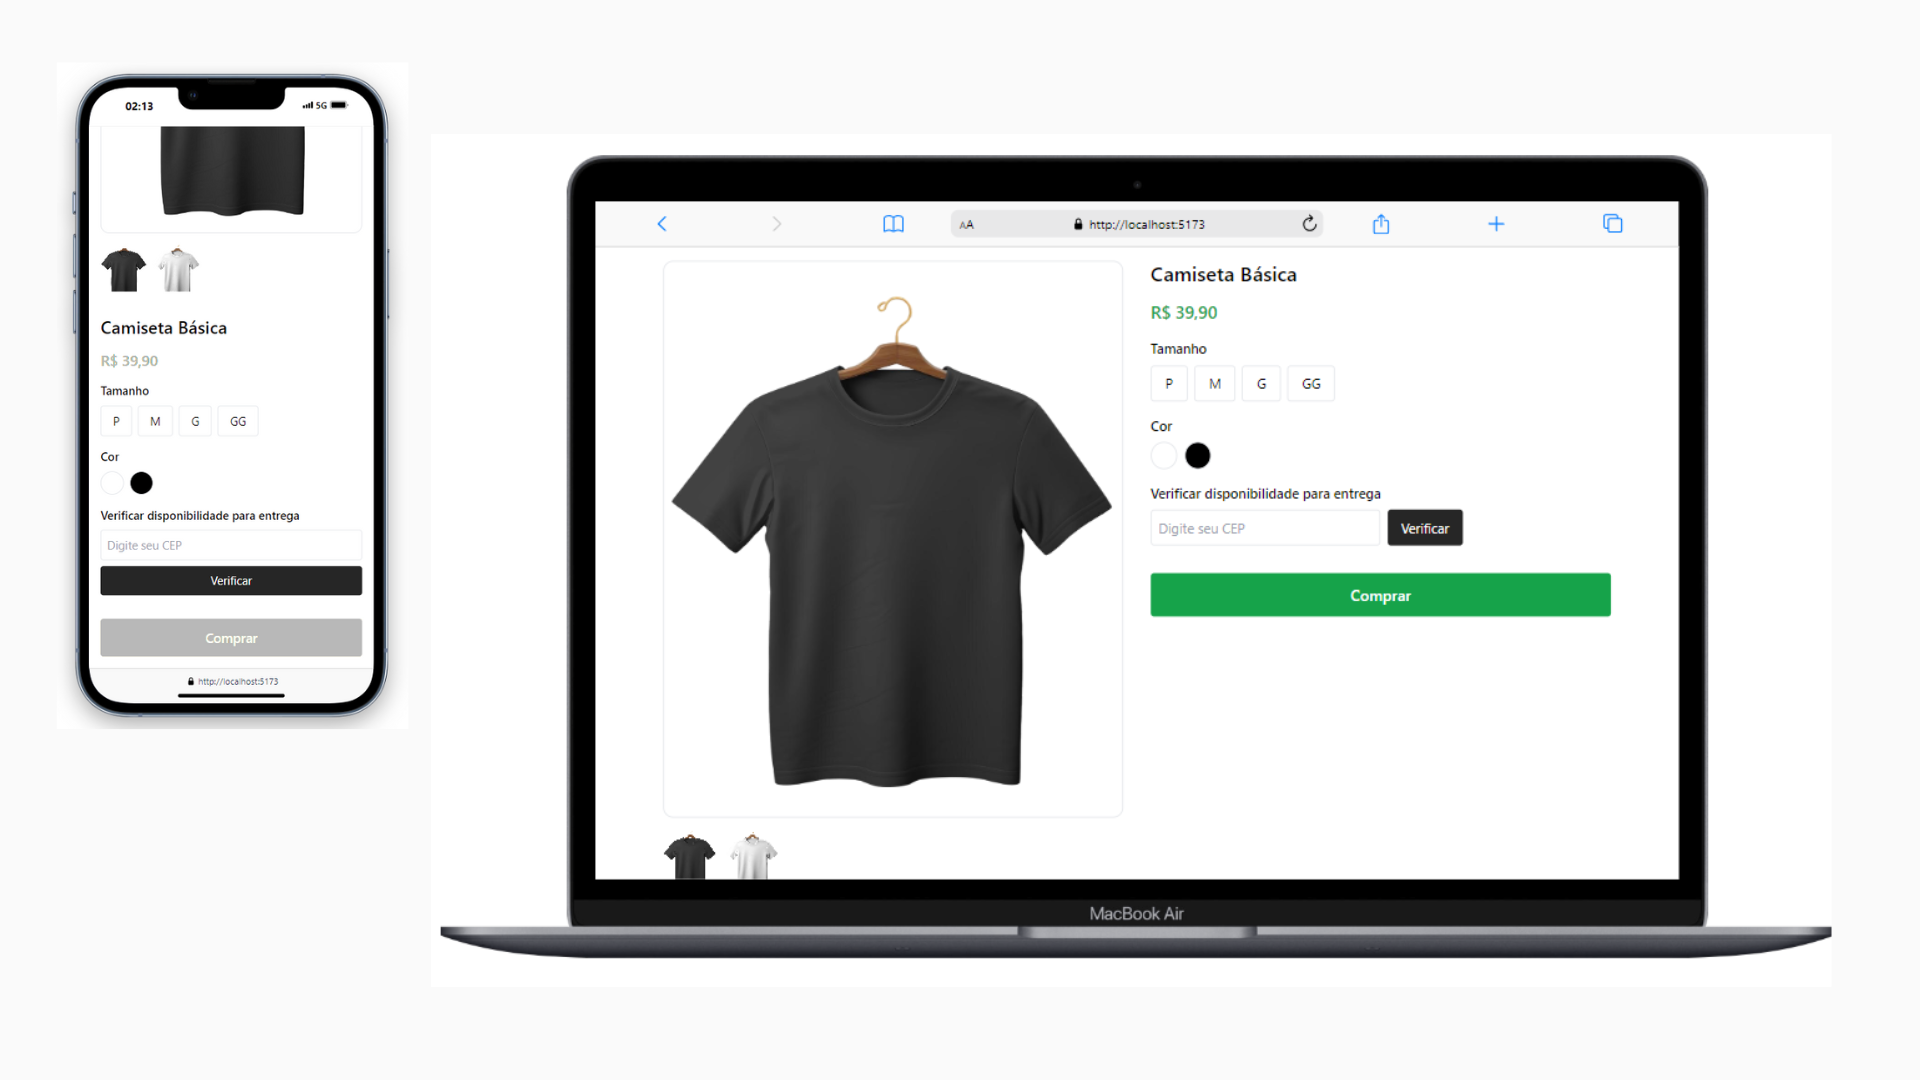 02:13
5G
Camiseta Básica
R$ 39,90
Tamanho
P M G GG
Cor
Verificar disponibilidade para entrega
Digite seu CEP
Verificar
Comprar
http://localhost:5173
AA http://localhost:5173
Camiseta Básica
R$ 39,90
Tamanho
P M G GG
Cor
Verificar disponibilidade para entrega
Digite seu CEP Verificar
Comprar
MacBook Air